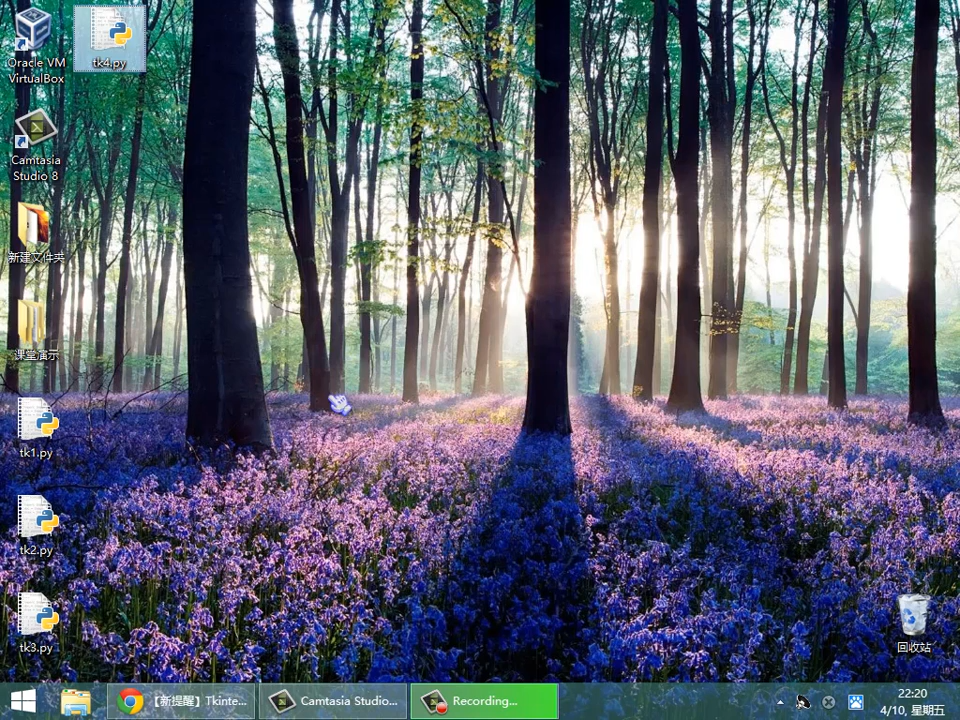 Oracle VM
VirtualBox
tk4.py
Camtasia
Studio 8
新建文件夹
课堂演示
tk1.py
tk2.py
tk3.py
回收站
【新提醒】Tkinte...
Camtasia Studio...
Recording...
22:20
4/10, 星期五